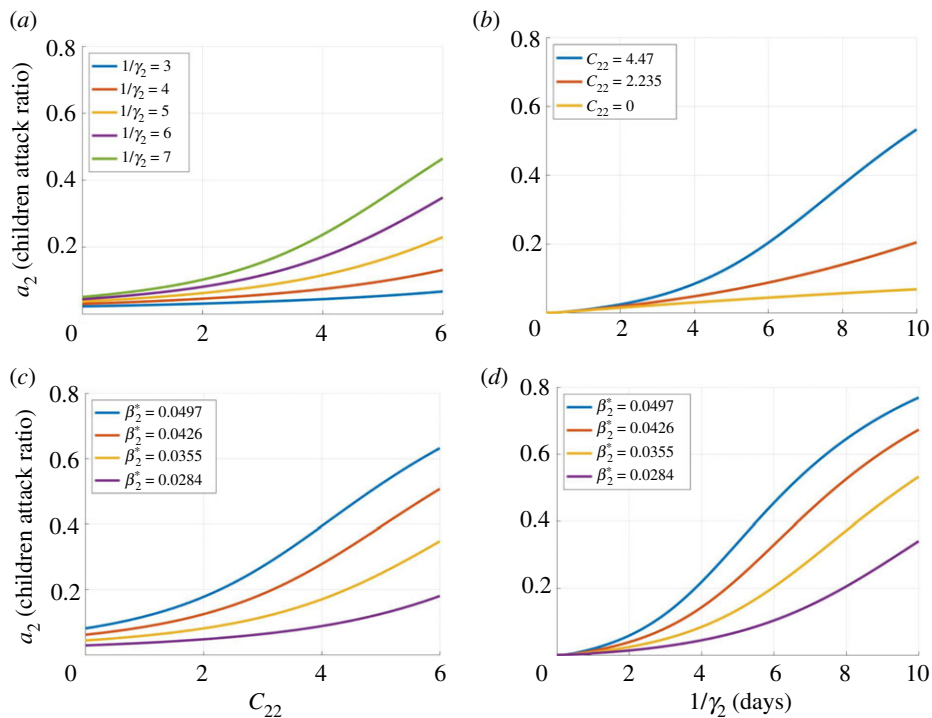 (a)
0.8
0.6
0.4
0.2
0 2 4 6
a₂ (children attack ratio)
1/γ₂ = 3
1/γ₂ = 4
1/γ₂ = 5
1/γ₂ = 6
1/γ₂ = 7
(b)
0.8
0.6
0.4
0.2
0 2 4 6 8 10
C₂₂ = 4.47
C₂₂ = 2.235
C₂₂ = 0
(c)
0.8
0.6
0.4
0.2
0 2 4 6
a₂ (children attack ratio)
C₂₂
β₂* = 0.0497
β₂* = 0.0426
β₂* = 0.0355
β₂* = 0.0284
(d)
0.8
0.6
0.4
0.2
0 2 4 6 8 10
1/γ₂ (days)
β₂* = 0.0497
β₂* = 0.0426
β₂* = 0.0355
β₂* = 0.0284